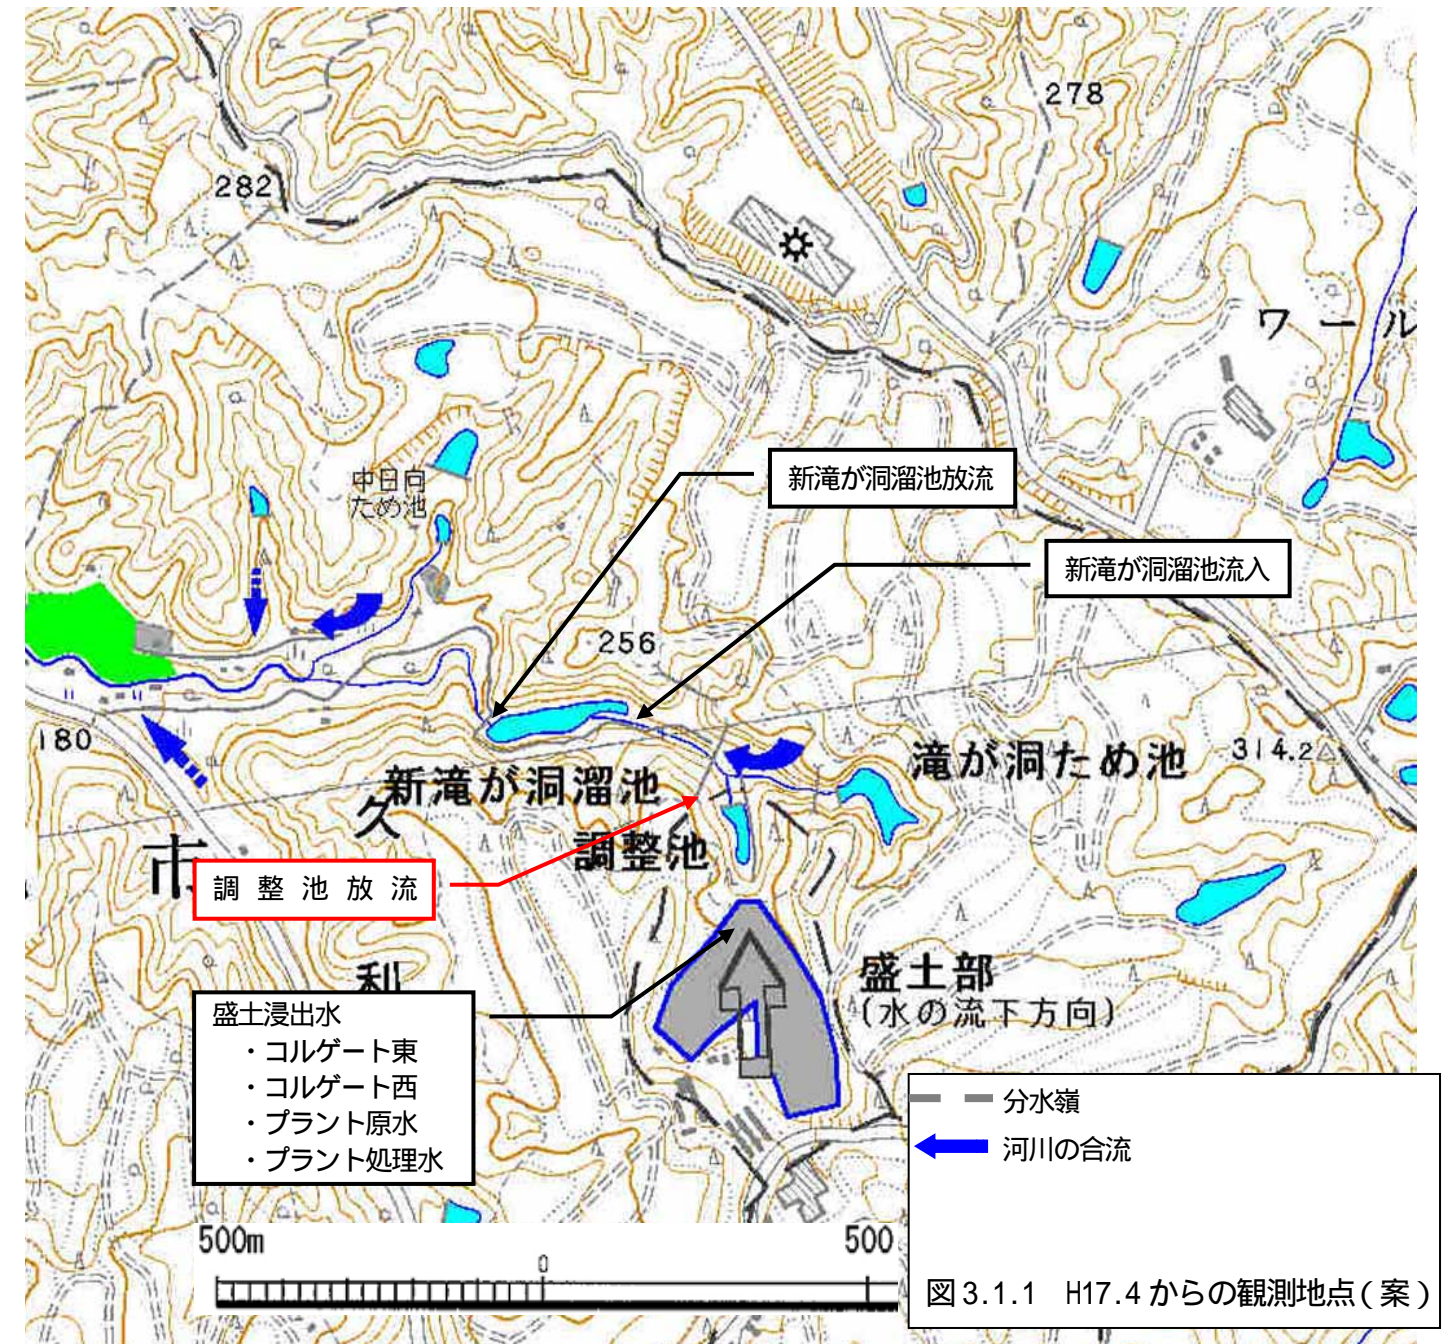 278
282
ワール
中日向
ため池
新滝が洞溜池放流
新滝が洞溜池流入
256
180
314.2
滝が洞ため池
新滝が洞溜池
久
調整池
市
調整池放流
利
盛土部
(水の流下方向)
盛土浸出水
・コルゲート東
・コルゲート西
・プラント原水
・プラント処理水
分水嶺
河川の合流
500m
0
500
図3.1.1 H17.4からの観測地点(案)